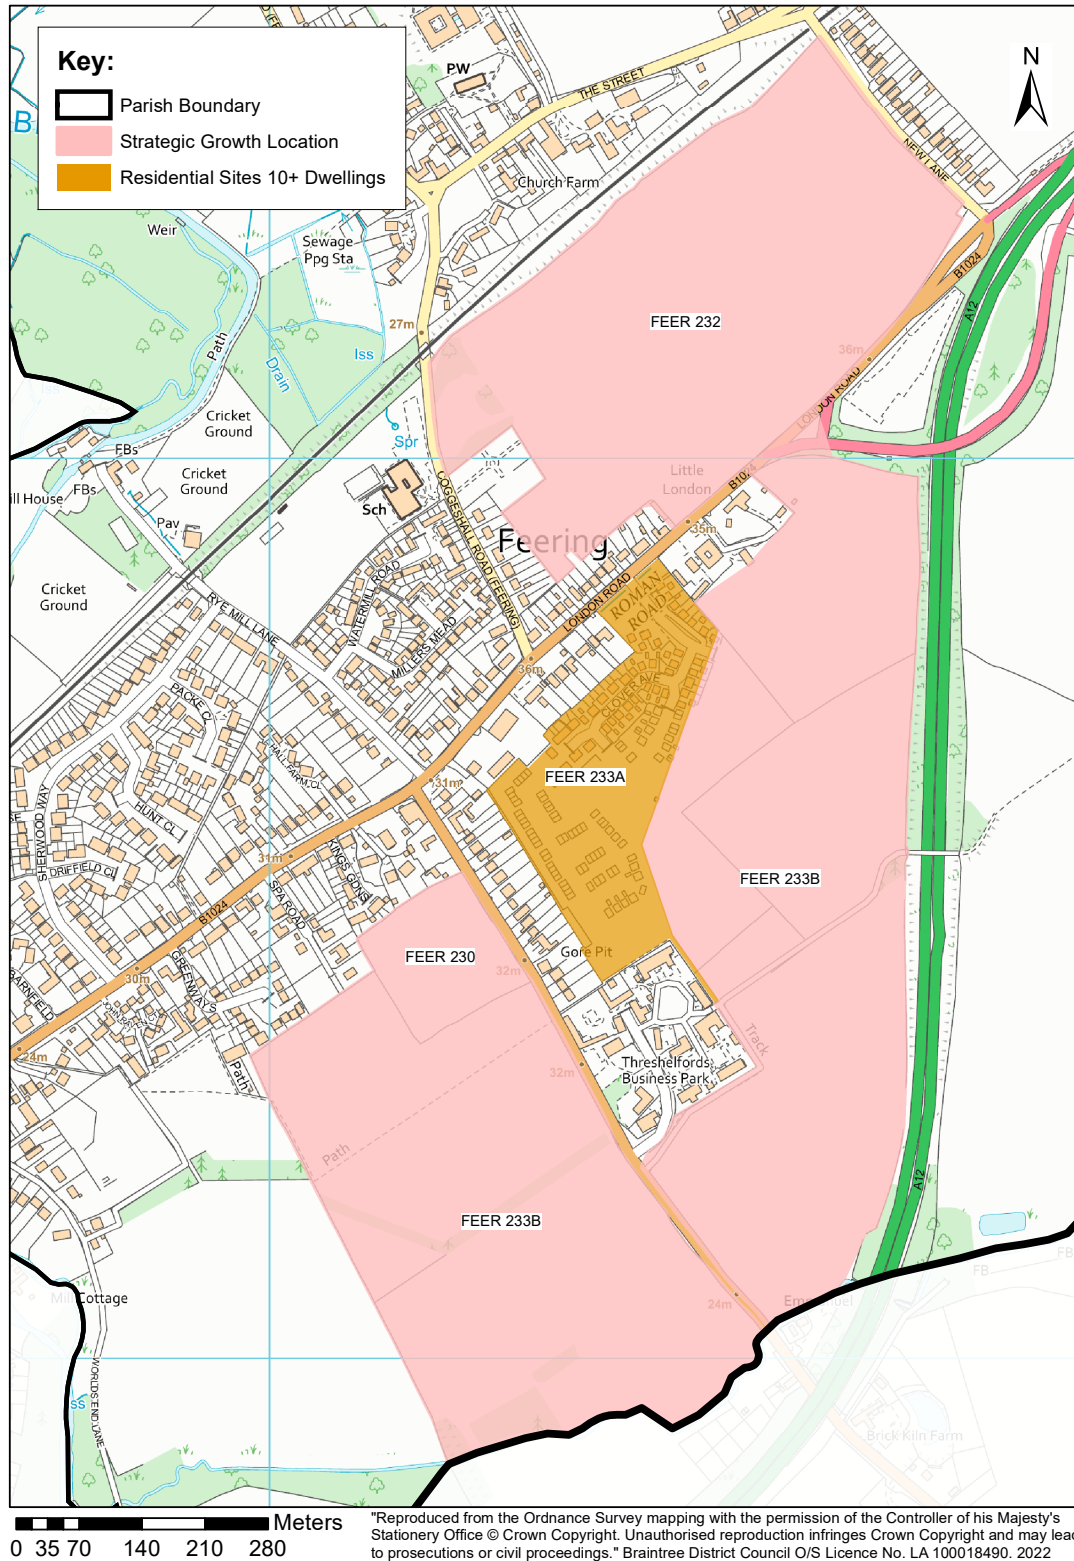 Key:
Parish Boundary
Strategic Growth Location
Residential Sites 10+ Dwellings
N
B
PW
THE STREET
NEW LANE
Church Farm
Weir
Sewage
Ppg Sta
B1024
A12
27m
FEER 232
Path
Iss
Drain
36m
LONDON ROAD
Cricket
Ground
Spr
FBs
Cricket
Ground
Little
London
B1024
ill House
FBs
Sch
COGGESHALL ROAD (FEERING)
Pav
35m
Feering
Cricket
Ground
WATERMILL ROAD
LONDON ROAD
ROMAN
ROAD
RYE MILL LANE
MILLERS MEAD
36m
CLOVER AVE
PACKE CL
HALL FARM CL
31m
FEER 233A
SHERWOOD WAY
HUNT CL
31m
DRIFFIELD CL
KINGS GDNS
FEER 233B
SPA ROAD
B1024
FEER 230
Gore Pit
32m
GREENWAYS
30m
BARNFIELD
24m
Track
Path
Threshelfords
Business Park
32m
Path
A12
FEER 233B
FB
FB
Mill Cottage
24m
WORLDS END LANE
ss
Brick Kiln Farm
Meters
0 35 70 140 210 280
"Reproduced from the Ordnance Survey mapping with the permission of the Controller of his Majesty's
Stationery Office © Crown Copyright. Unauthorised reproduction infringes Crown Copyright and may lead
to prosecutions or civil proceedings." Braintree District Council O/S Licence No. LA 100018490. 2022